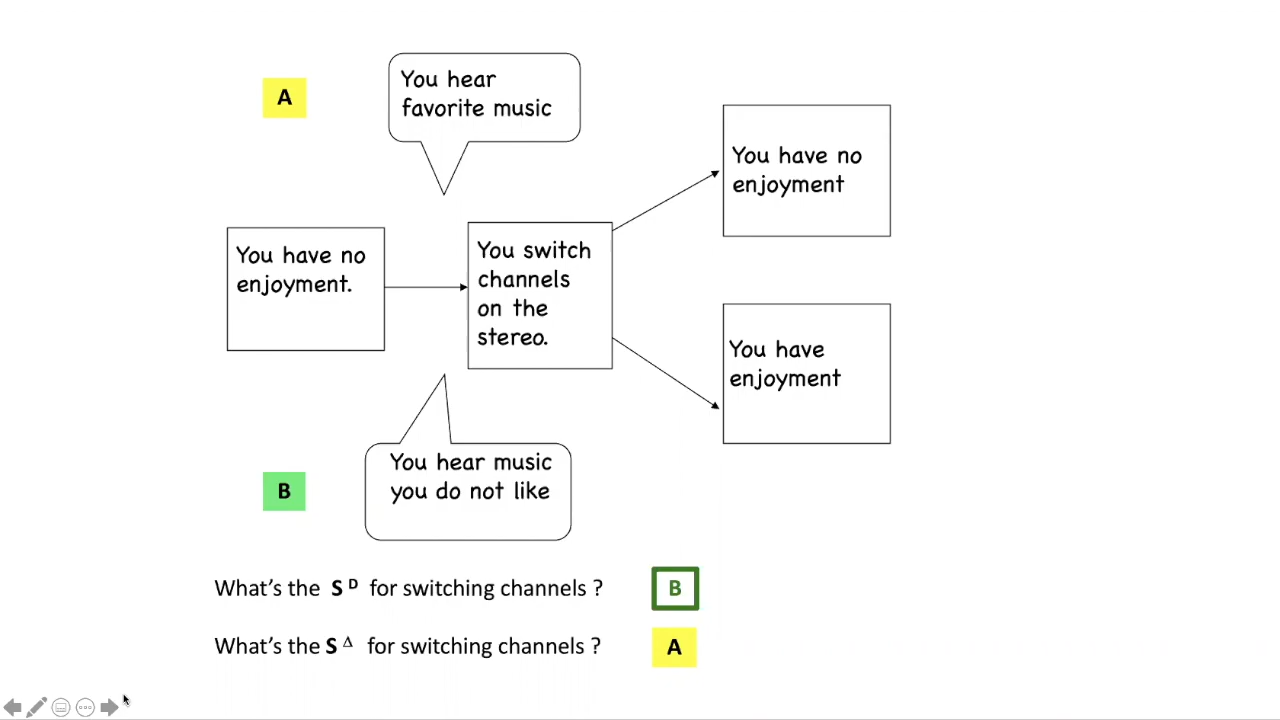 A
You hear
favorite music
You have no
enjoyment
You have no
enjoyment.
You switch
channels
on the
stereo.
You have
enjoyment
B
You hear music
you do not like
What's the S ᴰ for switching channels ?
B
What's the S ᐃ for switching channels ?
A